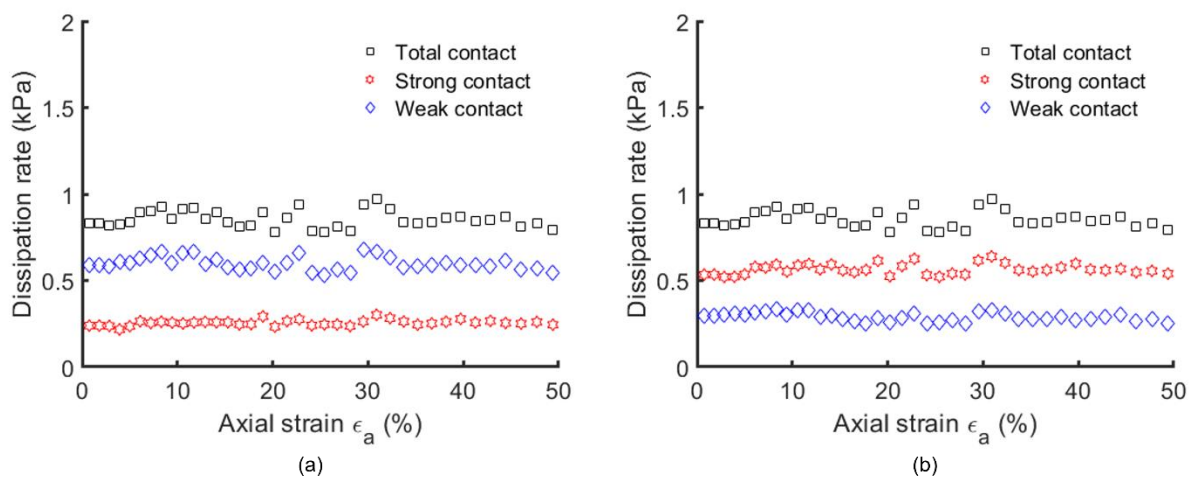 2
1.5
1
0.5
0
Dissipation rate (kPa)
Total contact
Strong contact
Weak contact
0 10 20 30 40 50
Axial strain ϵa (%)
(a)
2
1.5
1
0.5
0
Dissipation rate (kPa)
Total contact
Strong contact
Weak contact
0 10 20 30 40 50
Axial strain ϵa (%)
(b)